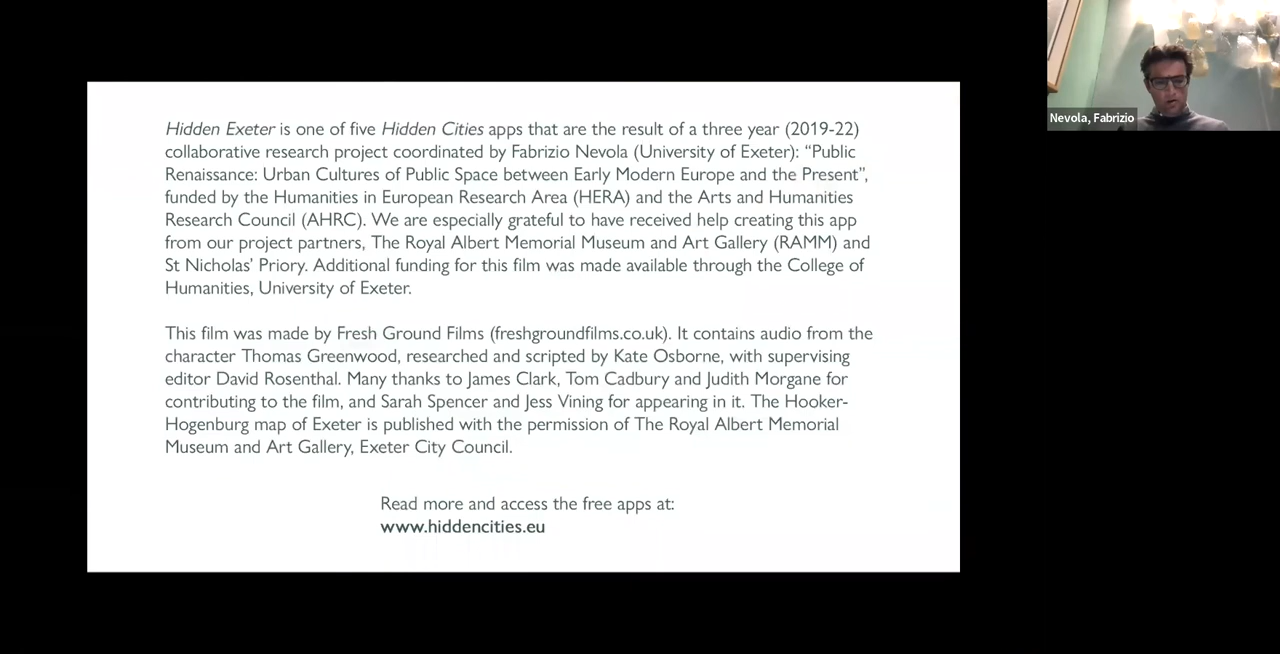 Hidden Exeter is one of five Hidden Cities apps that are the result of a three year (2019-22)
collaborative research project coordinated by Fabrizio Nevola (University of Exeter): “Public
Renaissance: Urban Cultures of Public Space between Early Modern Europe and the Present”,
funded by the Humanities in European Research Area (HERA) and the Arts and Humanities
Research Council (AHRC). We are especially grateful to have received help creating this app
from our project partners, The Royal Albert Memorial Museum and Art Gallery (RAMM) and
St Nicholas’ Priory. Additional funding for this film was made available through the College of
Humanities, University of Exeter.
This film was made by Fresh Ground Films (freshgroundfilms.co.uk). It contains audio from the
character Thomas Greenwood, researched and scripted by Kate Osborne, with supervising
editor David Rosenthal. Many thanks to James Clark, Tom Cadbury and Judith Morgane for
contributing to the film, and Sarah Spencer and Jess Vining for appearing in it. The Hooker-
Hogenburg map of Exeter is published with the permission of The Royal Albert Memorial
Museum and Art Gallery, Exeter City Council.
Read more and access the free apps at:
www.hiddencities.eu
Nevola, Fabrizio